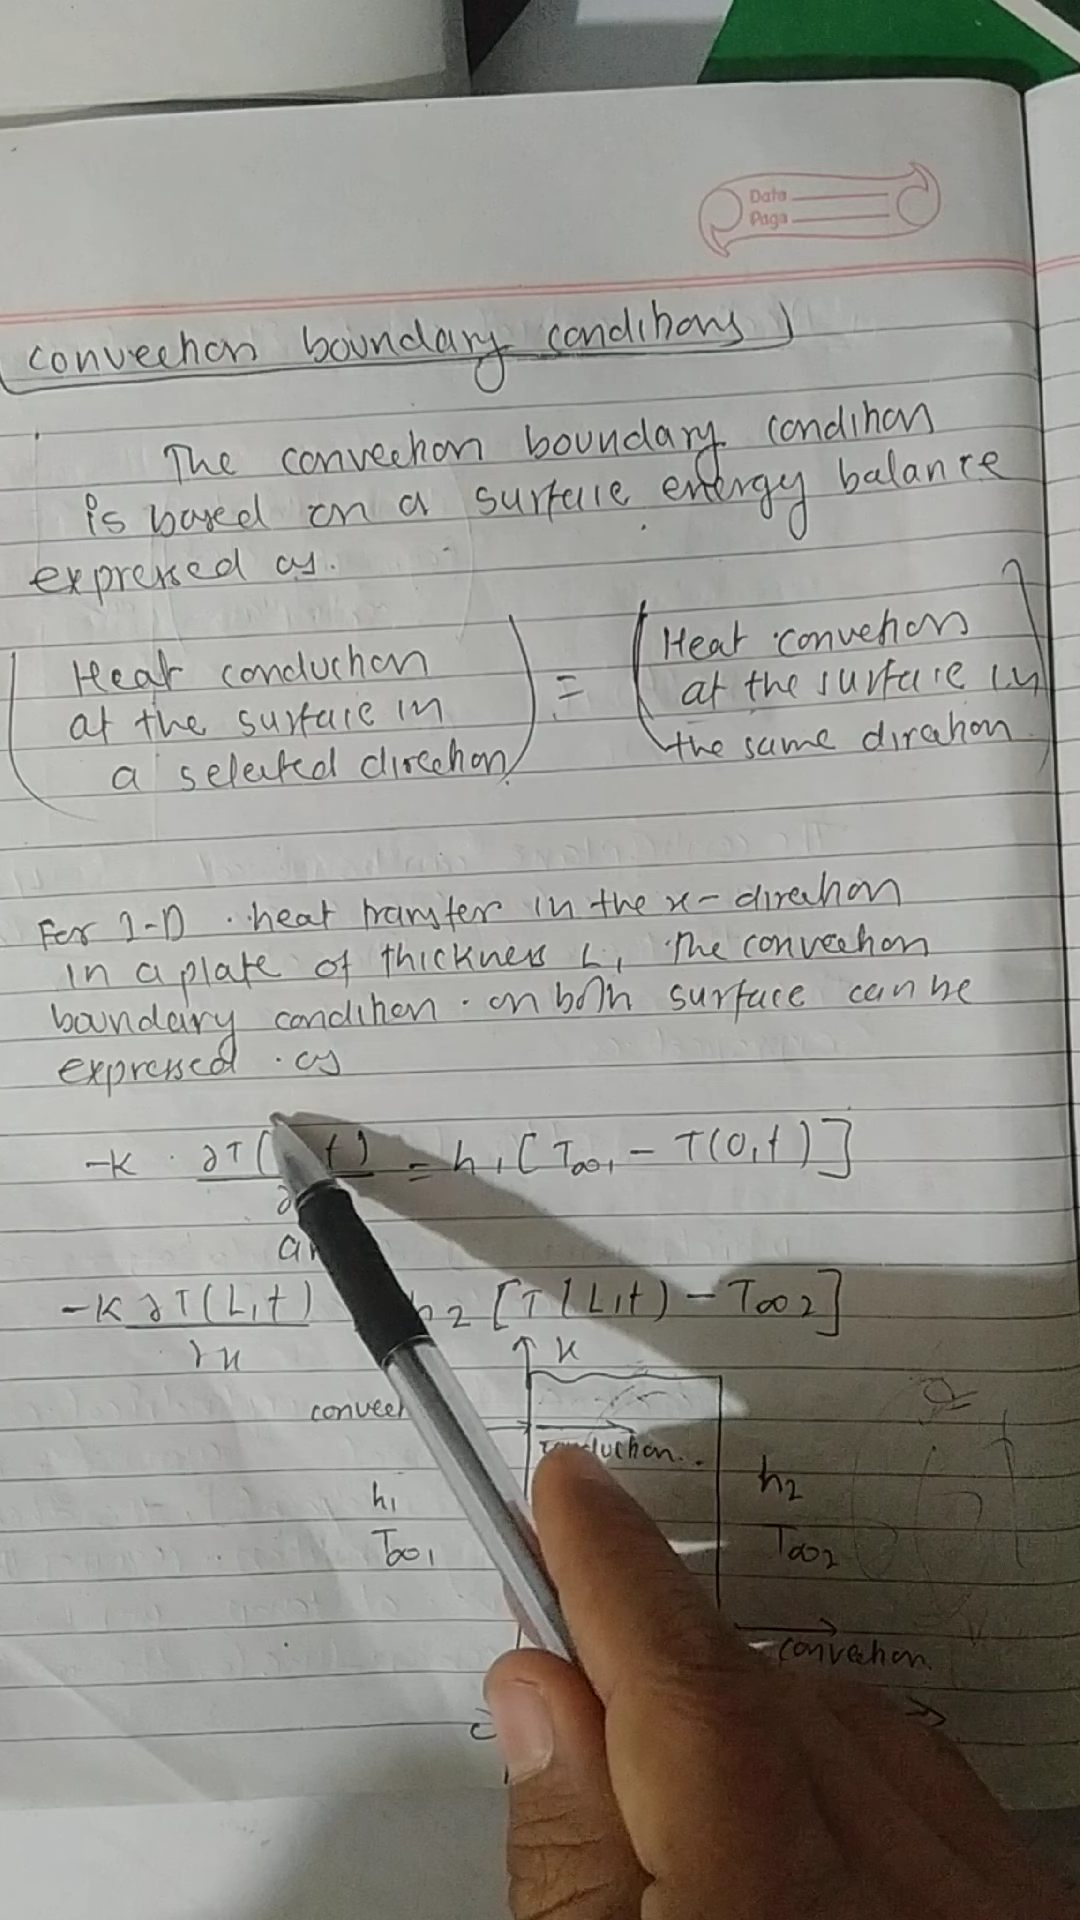 Data
Page
convection boundary conditions
The convection boundary condition
is based on a surface energy balance
expressed as.
Heat conduction
at the surface in
a selected direction
=
Heat convection
at the surface in
the same direction
For 1-D . heat transfer in the x-direction
in a plate of thickness L, The convection
boundary condition on both surface can be
expressed as
-K . ∂T( t) = h1[T∞1 - T(0,t)]
∂
-K ∂T(L,t) h2 [T(L,t) - T∞2]
∂x
x
conduction
h1
h2
T∞1
T∞2
convection